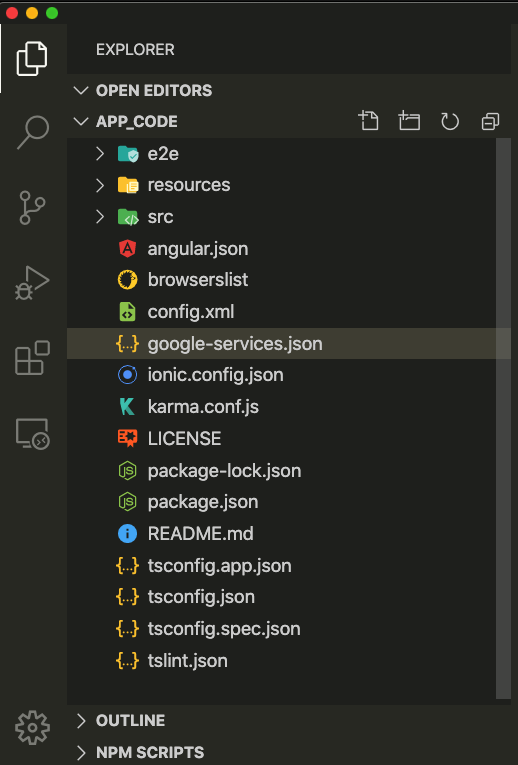 EXPLORER
OPEN EDITORS
APP_CODE
e2e
resources
src
angular.json
browserslist
config.xml
{...} google-services.json
ionic.config.json
karma.conf.js
LICENSE
package-lock.json
JS package.json
README.md
{...} tsconfig.app.json
{...} tsconfig.json
{...} tsconfig.spec.json
{...} tslint.json
OUTLINE
NPM SCRIPTS